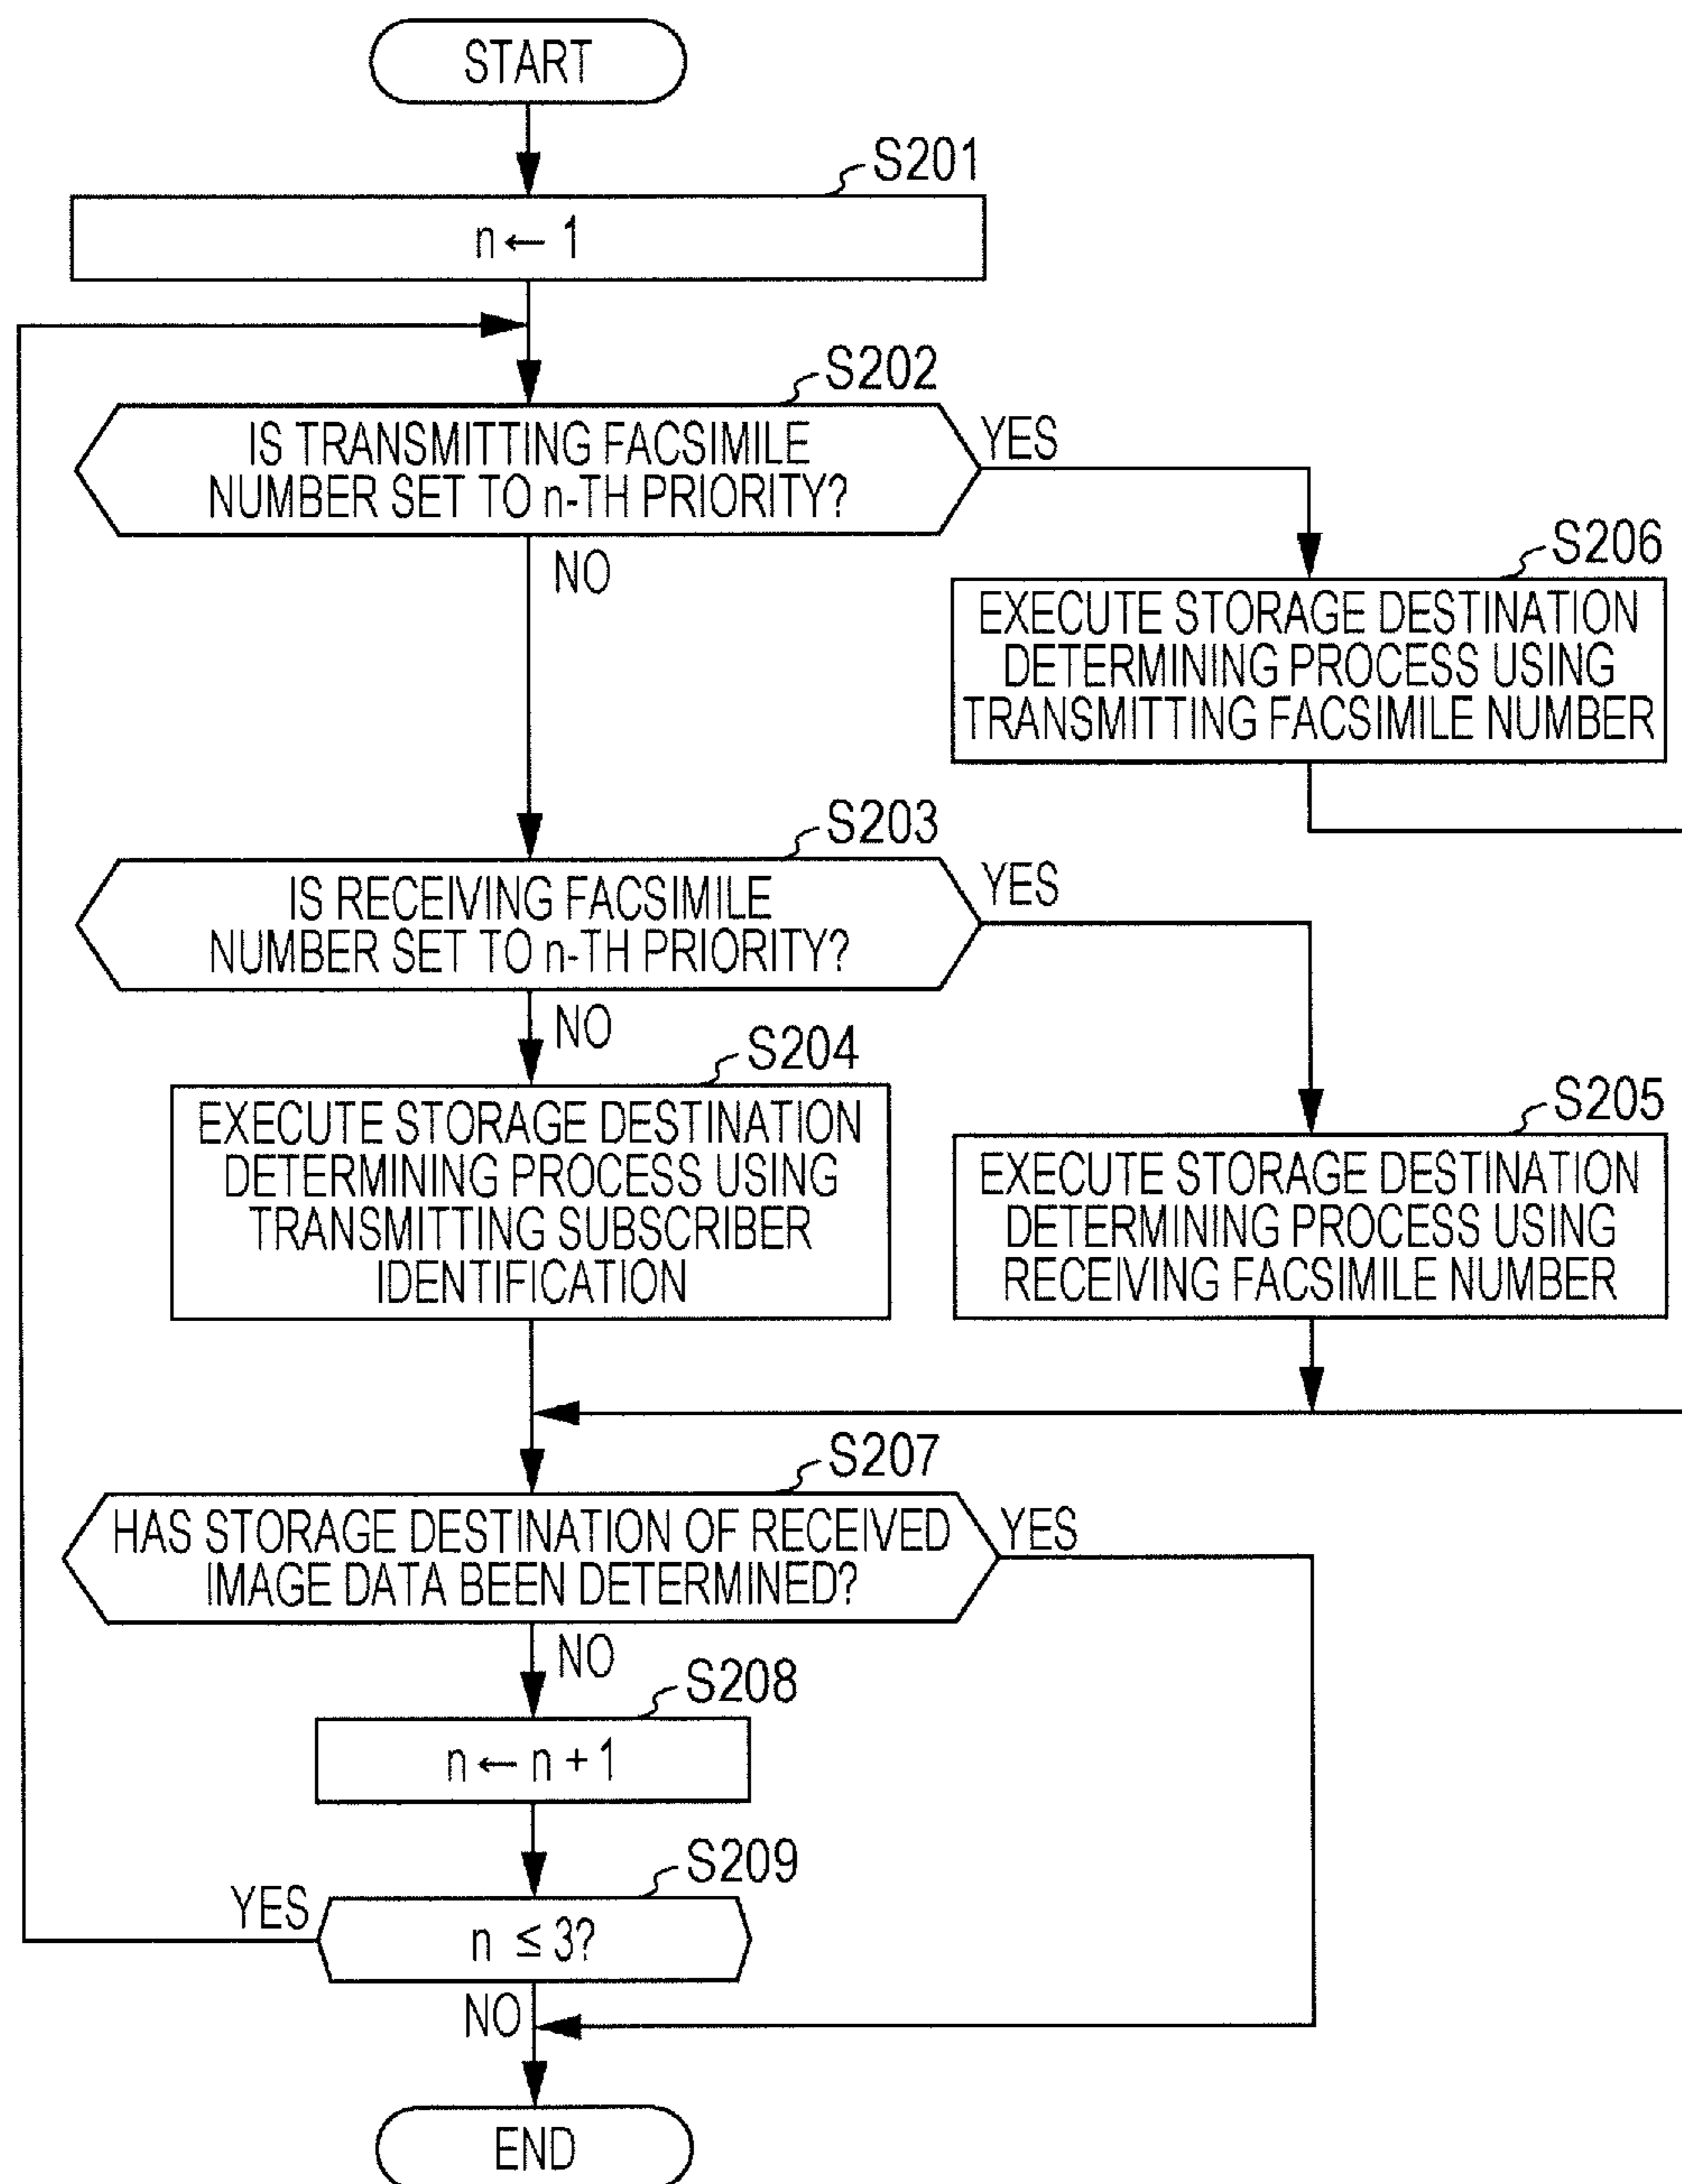 START
S201
n ← 1
S202
IS TRANSMITTING FACSIMILE
NUMBER SET TO n-TH PRIORITY?
YES
NO
S206
EXECUTE STORAGE DESTINATION
DETERMINING PROCESS USING
TRANSMITTING FACSIMILE NUMBER
S203
IS RECEIVING FACSIMILE
NUMBER SET TO n-TH PRIORITY?
YES
NO
S204
EXECUTE STORAGE DESTINATION
DETERMINING PROCESS USING
TRANSMITTING SUBSCRIBER
IDENTIFICATION
S205
EXECUTE STORAGE DESTINATION
DETERMINING PROCESS USING
RECEIVING FACSIMILE NUMBER
S207
HAS STORAGE DESTINATION OF RECEIVED
IMAGE DATA BEEN DETERMINED?
YES
NO
S208
n ← n + 1
S209
YES
n ≤ 3?
NO
END